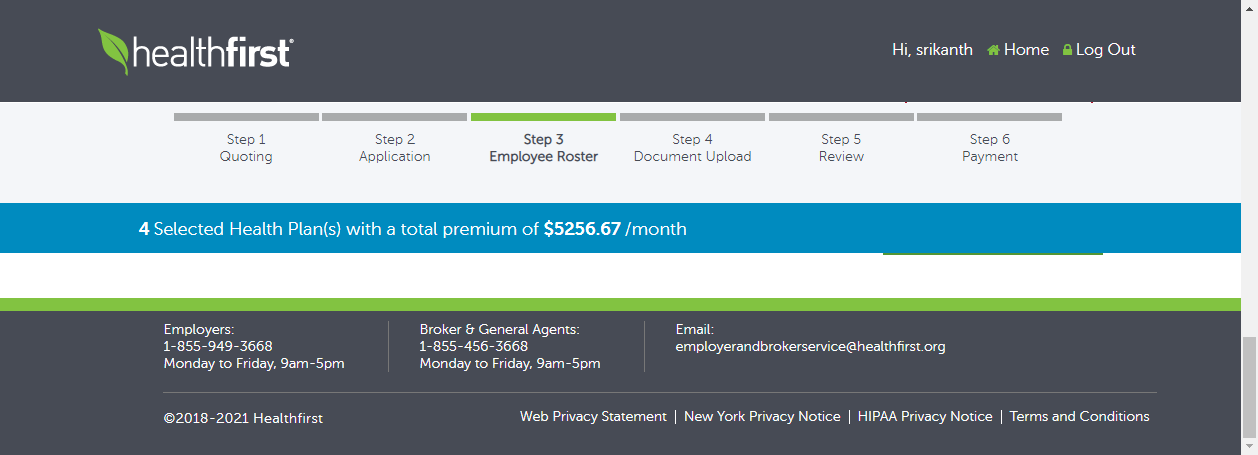 healthfirst
Hi, srikanth Home Log Out
Step 1
Quoting
Step 2
Application
Step 3
Employee Roster
Step 4
Document Upload
Step 5
Review
Step 6
Payment
4 Selected Health Plan(s) with a total premium of $5256.67 /month
Employers:
1-855-949-3668
Monday to Friday, 9am-5pm
Broker & General Agents:
1-855-456-3668
Monday to Friday, 9am-5pm
Email:
employerandbrokerservice@healthfirst.org
©2018-2021 Healthfirst
Web Privacy Statement | New York Privacy Notice | HIPAA Privacy Notice | Terms and Conditions